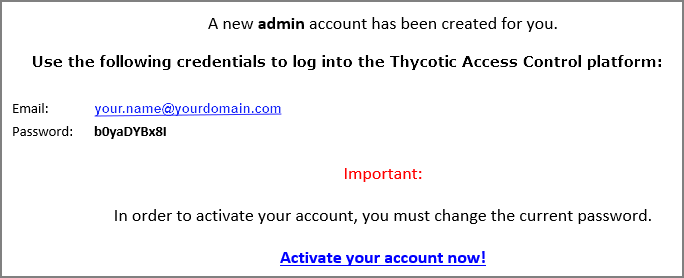 A new admin account has been created for you.
Use the following credentials to log into the Thycotic Access Control platform:
Email: your.name@yourdomain.com
Password: b0yaDYBx8I
Important:
In order to activate your account, you must change the current password.
Activate your account now!